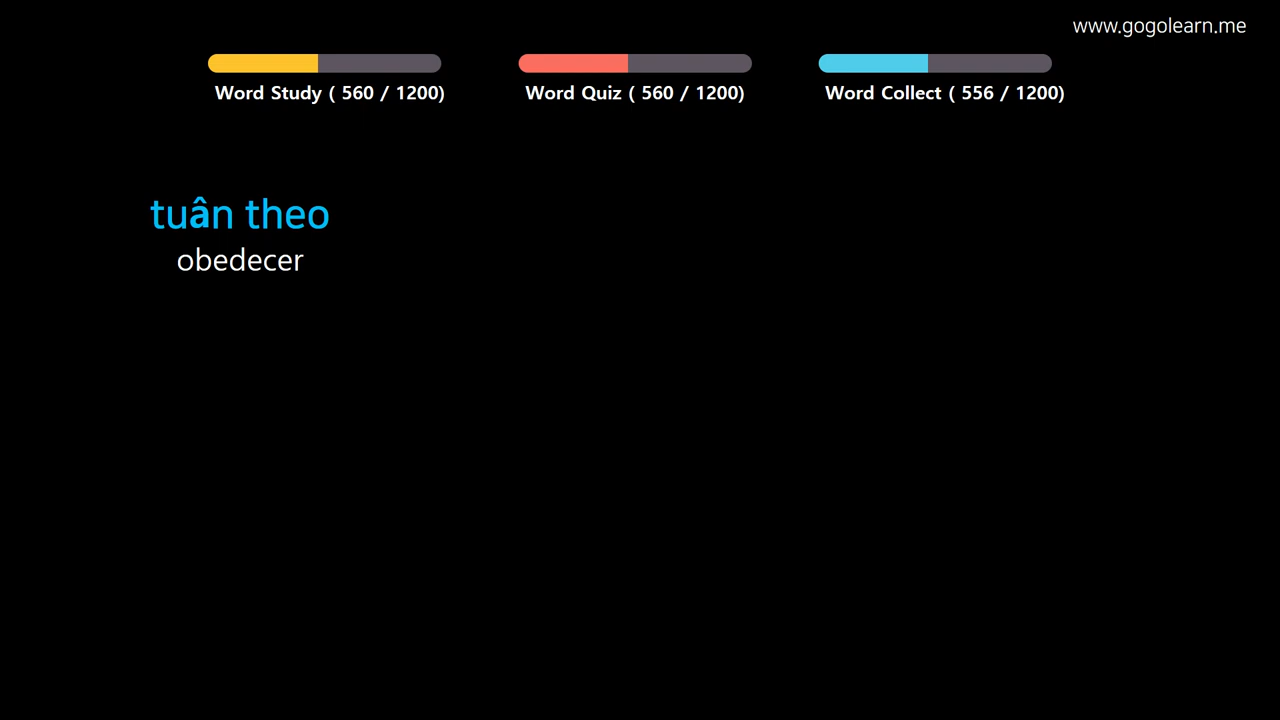 www.gogolearn.me
Word Study ( 560 / 1200)
Word Quiz ( 560 / 1200)
Word Collect ( 556 / 1200)
tuân theo
obedecer